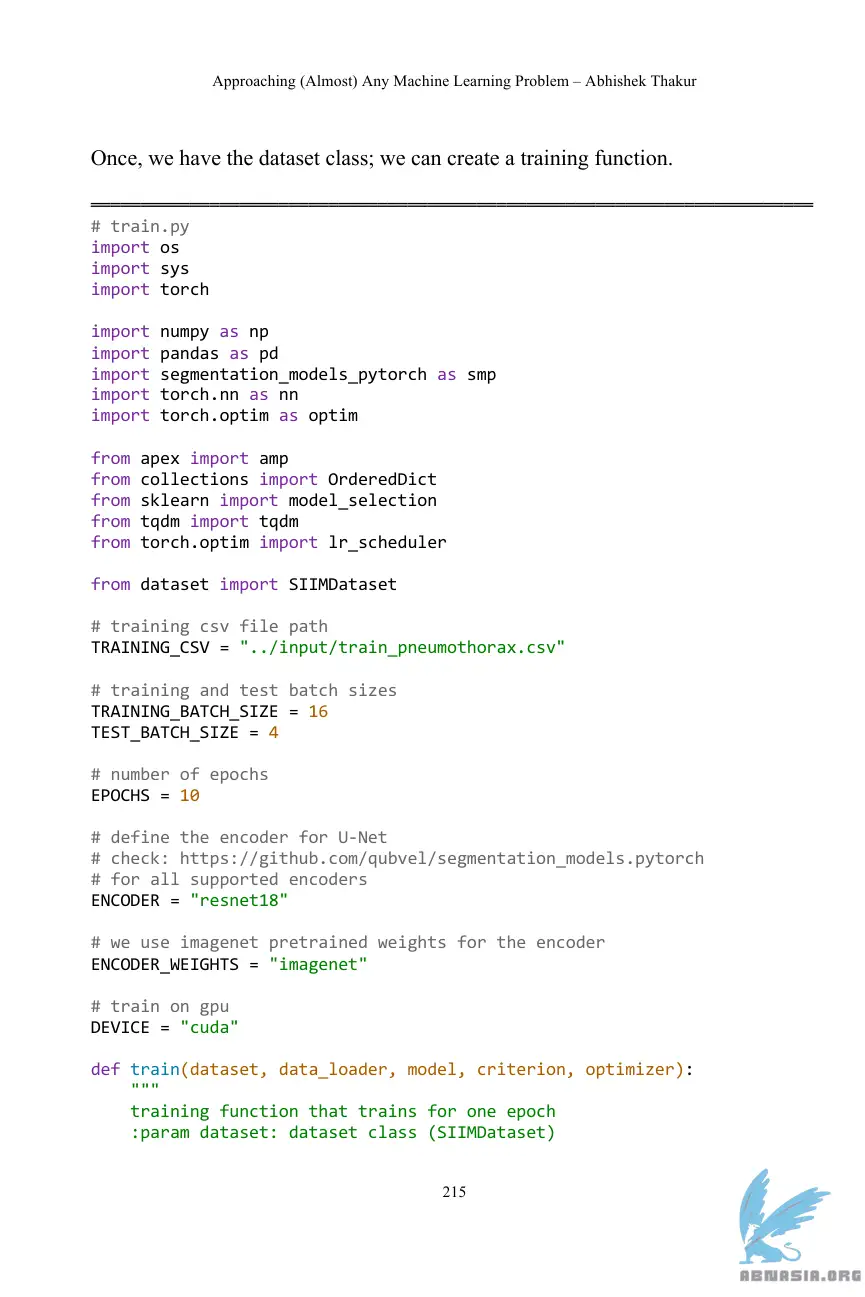 Approaching (Almost) Any Machine Learning Problem – Abhishek Thakur
Once, we have the dataset class; we can create a training function.
# train.py
import os
import sys
import torch
import numpy as np
import pandas as pd
import segmentation_models_pytorch as smp
import torch.nn as nn
import torch.optim as optim
from apex import amp
from collections import OrderedDict
from sklearn import model_selection
from tqdm import tqdm
from torch.optim import lr_scheduler
from dataset import SIIMDataset
# training csv file path
TRAINING_CSV = "../input/train_pneumothorax.csv"
# training and test batch sizes
TRAINING_BATCH_SIZE = 16
TEST_BATCH_SIZE = 4
# number of epochs
EPOCHS = 10
# define the encoder for U-Net
# check: https://github.com/qubvel/segmentation_models.pytorch
# for all supported encoders
ENCODER = "resnet18"
# we use imagenet pretrained weights for the encoder
ENCODER_WEIGHTS = "imagenet"
# train on gpu
DEVICE = "cuda"
def train(dataset, data_loader, model, criterion, optimizer):
    """
    training function that trains for one epoch
    :param dataset: dataset class (SIIMDataset)
215
ABNASIA.ORG